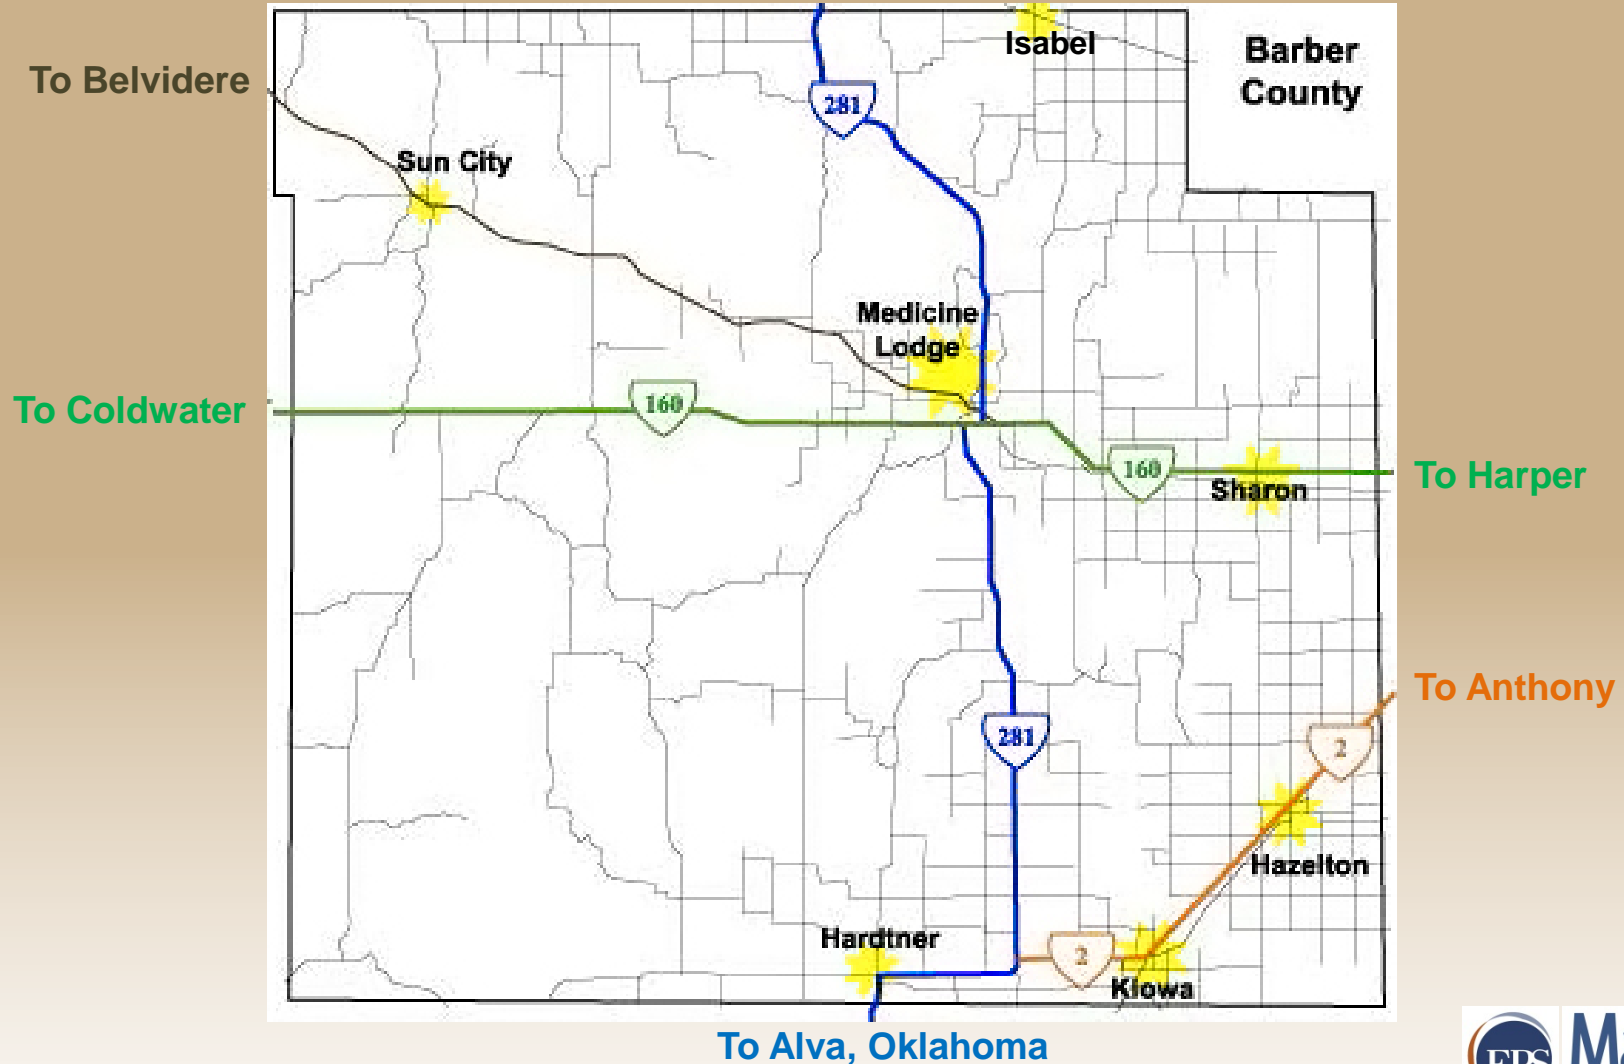 Isabel
Barber
County
To Belvidere
281
Sun City
Medicine
Lodge
To Coldwater
160
160
Sharon
To Harper
To Anthony
281
2
Hazelton
Hardtner
2
Kiowa
To Alva, Oklahoma